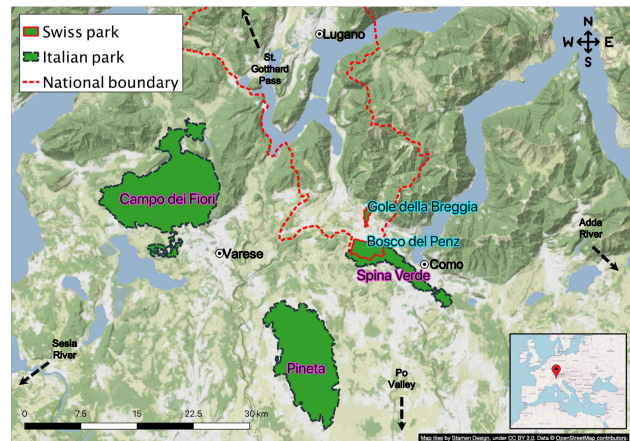 Swiss park
Italian park
National boundary
Lugano
N
W E
S
St.
Gotthard
Pass
Campo dei Fiori
Gole della Breggia
Bosco del Penz
Varese
Como
Spina Verde
Adda
River
Sesia
River
Pineta
Po
Valley
0 7.5 15 22.5 30 km
Map tiles by Stamen Design, under CC BY 3.0. Data © OpenStreetMap contributors